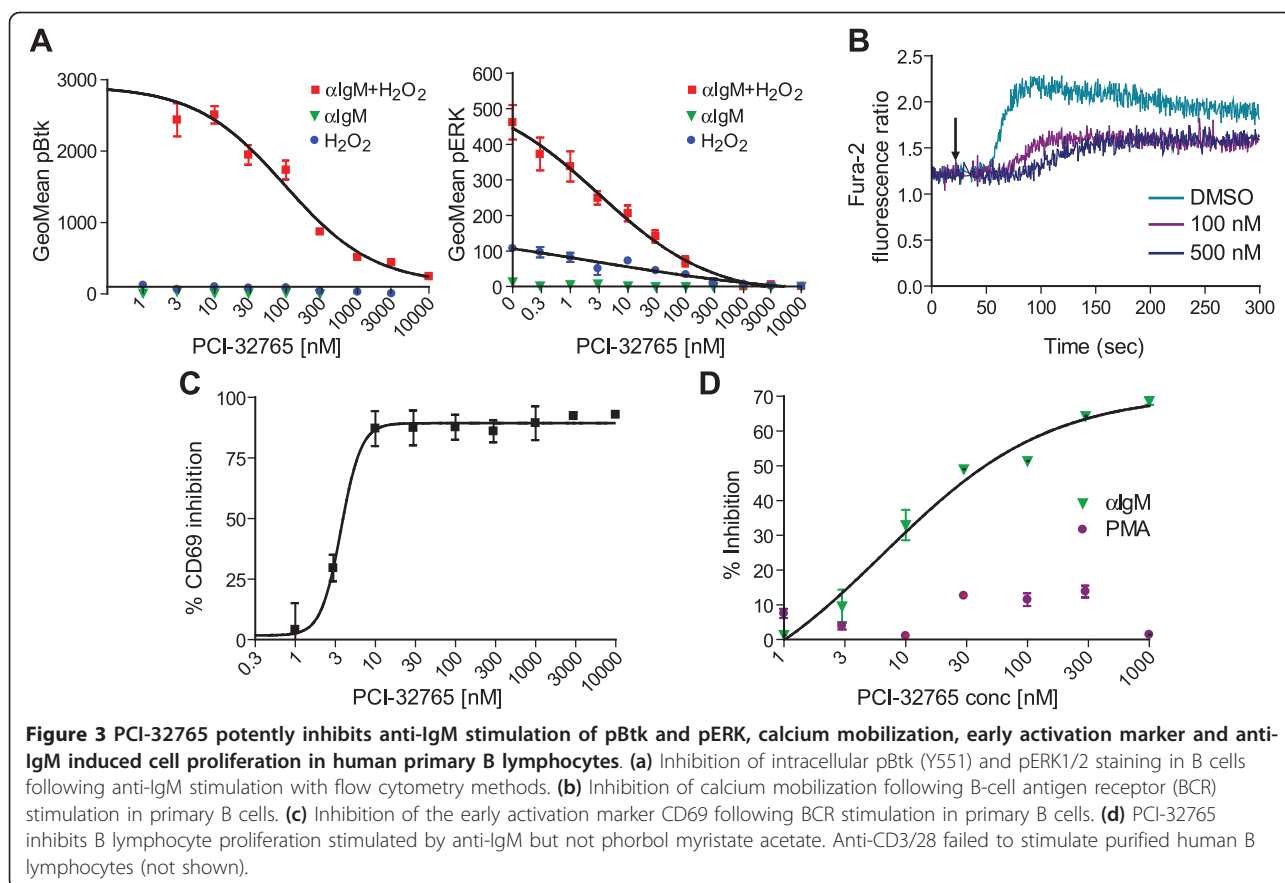 A
3000
2000
1000
0
GeoMean pBtk
αIgM+H₂O₂
αIgM
H₂O₂
1
3
10
30
100
300
1000
3000
10000
PCI-32765 [nM]
600
500
400
300
200
100
0
GeoMean pERK
αIgM+H₂O₂
αIgM
H₂O₂
0
0.3
1
3
10
30
100
300
1000
3000
10000
PCI-32765 [nM]
B
2.5
2.0
1.5
1.0
0.0
Fura-2
fluorescence ratio
DMSO
100 nM
500 nM
0
50
100
150
200
250
300
Time (sec)
C
100
75
50
25
0
% CD69 inhibition
0.3
1
3
10
30
100
300
1000
3000
10000
PCI-32765 [nM]
D
70
60
50
40
30
20
10
0
% Inhibition
αIgM
PMA
1
3
10
30
100
300
1000
PCI-32765 conc [nM]
Figure 3 PCI-32765 potently inhibits anti-IgM stimulation of pBtk and pERK, calcium mobilization, early activation marker and anti-
IgM induced cell proliferation in human primary B lymphocytes. (a) Inhibition of intracellular pBtk (Y551) and pERK1/2 staining in B cells
following anti-IgM stimulation with flow cytometry methods. (b) Inhibition of calcium mobilization following B-cell antigen receptor (BCR)
stimulation in primary B cells. (c) Inhibition of the early activation marker CD69 following BCR stimulation in primary B cells. (d) PCI-32765
inhibits B lymphocyte proliferation stimulated by anti-IgM but not phorbol myristate acetate. Anti-CD3/28 failed to stimulate purified human B
lymphocytes (not shown).